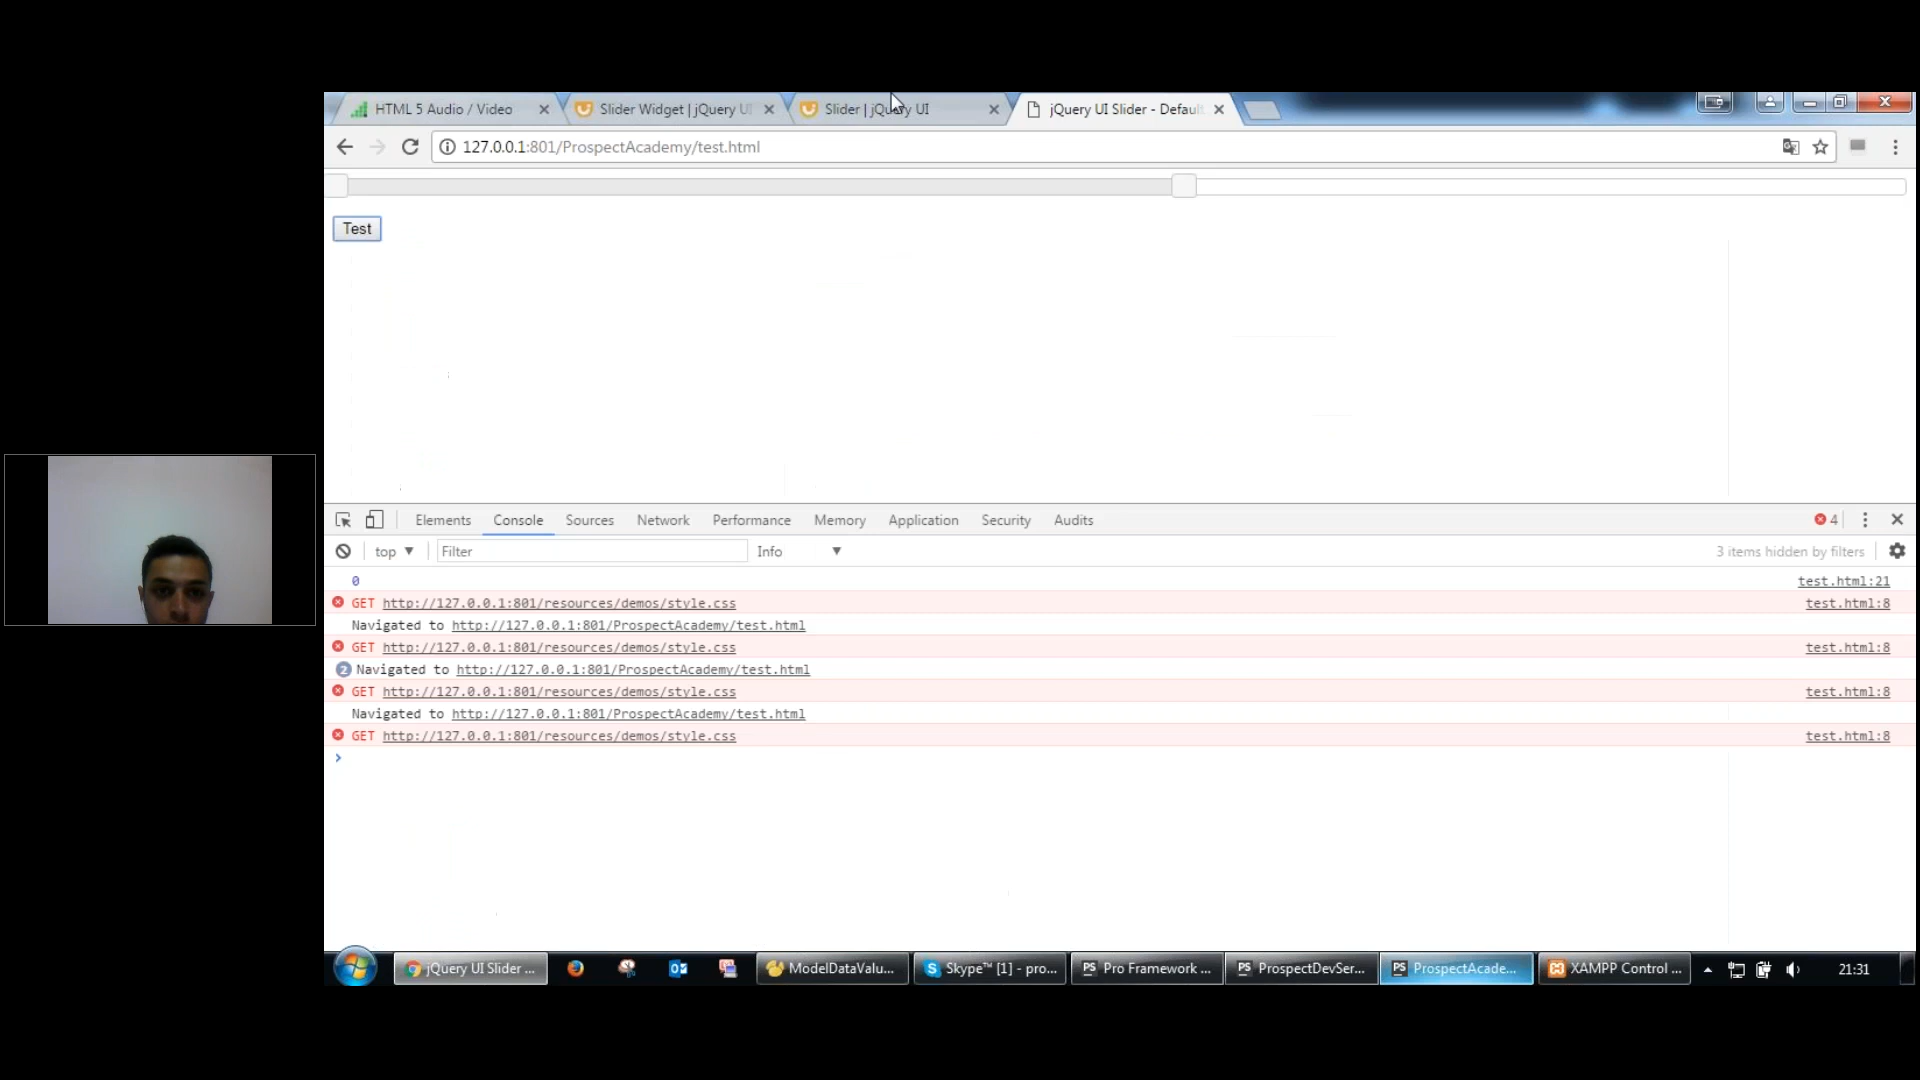 HTML 5 Audio / Video
Slider Widget | jQuery UI
Slider | jQuery UI
jQuery UI Slider - Default
127.0.0.1:801/ProspectAcademy/test.html
Test
Elements Console Sources Network Performance Memory Application Security Audits
4
top
Filter
Info
3 items hidden by filters
0 test.html:21
GET http://127.0.0.1:801/resources/demos/style.css test.html:8
Navigated to http://127.0.0.1:801/ProspectAcademy/test.html
GET http://127.0.0.1:801/resources/demos/style.css test.html:8
2 Navigated to http://127.0.0.1:801/ProspectAcademy/test.html
GET http://127.0.0.1:801/resources/demos/style.css test.html:8
Navigated to http://127.0.0.1:801/ProspectAcademy/test.html
GET http://127.0.0.1:801/resources/demos/style.css test.html:8
jQuery UI Slider ...
ModelDataValu...
Skype™ [1] - pro...
PS Pro Framework ...
PS ProspectDevSer...
PS ProspectAcade...
XAMPP Control ...
21:31